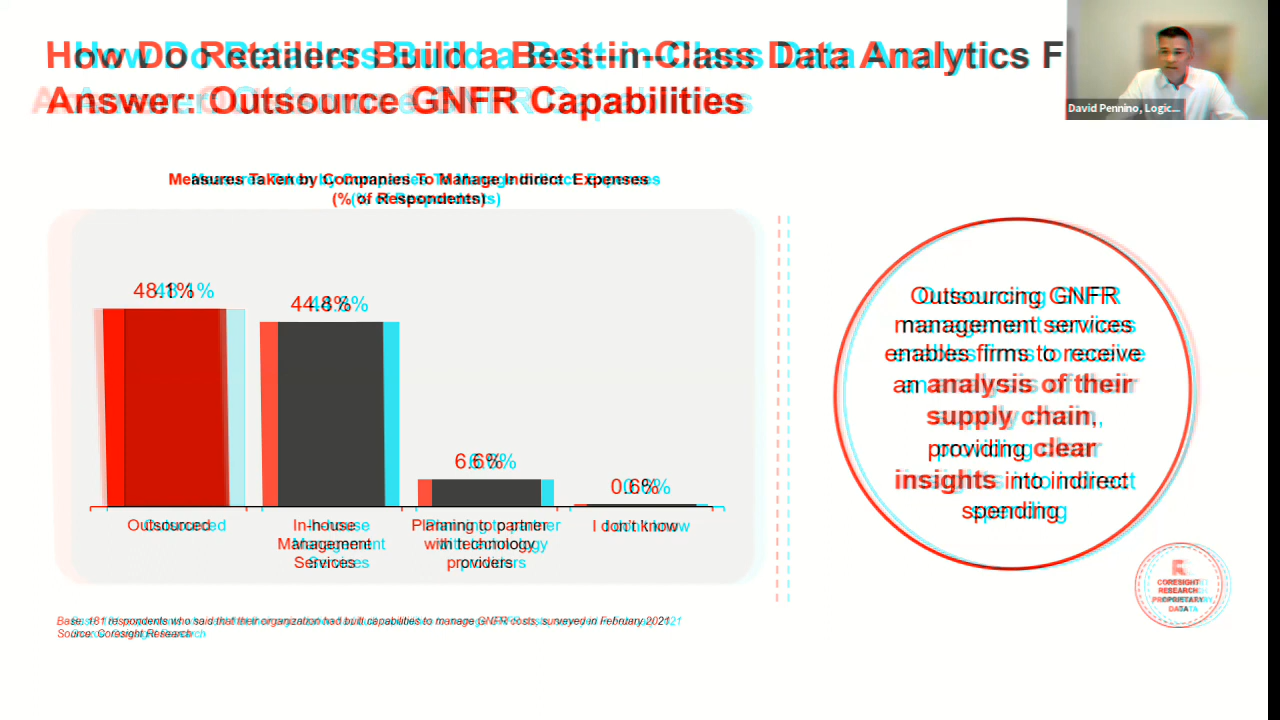 How Do Retailers Build a Best-in-Class Data Analytics F
Answer: Outsource GNFR Capabilities
David Pennino, Logic...
Measures Taken by Companies To Manage Indirect Expenses
(% of Respondents)
48.1%
44.8%
6.6%
0.6%
Outsourced
In-house
Management
Services
Planning to partner
with technology
providers
I don't know
Outsourcing GNFR
management services
enables firms to receive
an analysis of their
supply chain,
providing clear
insights into indirect
spending
CORESIGHT
RESEARCH
PROPRIETARY
DATA
Base: 181 respondents who said that their organization had built capabilities to manage GNFR costs, surveyed in February 2021
Source: Coresight Research